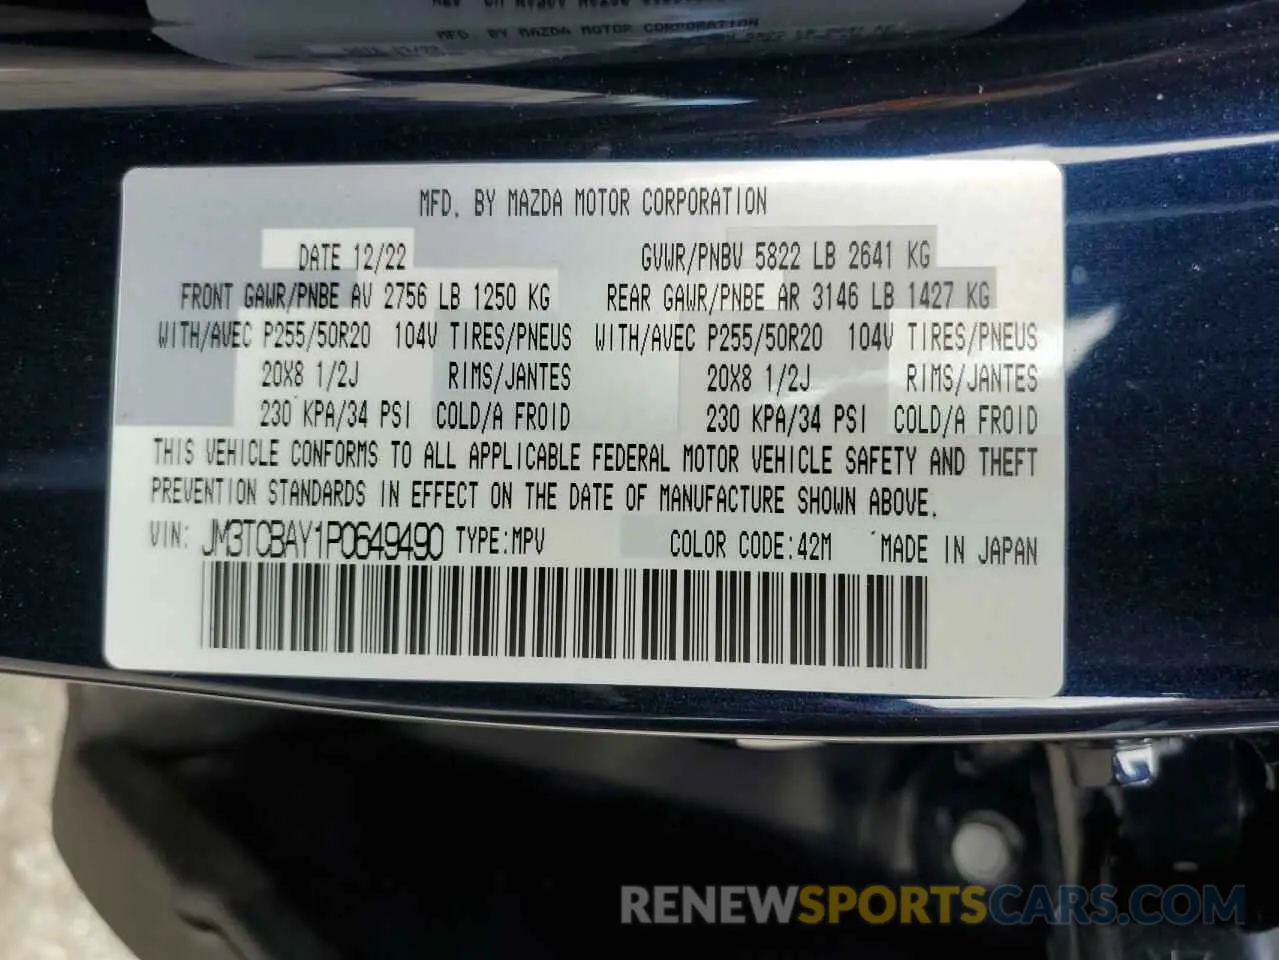 MFD. BY MAZDA MOTOR CORPORATION
MFD. BY MAZDA MOTOR CORPORATION
DATE 12/22 GVWR/PNBV 5822 LB 2641 KG
FRONT GAWR/PNBE AV 2756 LB 1250 KG REAR GAWR/PNBE AR 3146 LB 1427 KG
WITH/AVEC P255/50R20 104V TIRES/PNEUS WITH/AVEC P255/50R20 104V TIRES/PNEUS
20X8 1/2J RIMS/JANTES 20X8 1/2J RIMS/JANTES
230 KPA/34 PSI COLD/A FROID 230 KPA/34 PSI COLD/A FROID
THIS VEHICLE CONFORMS TO ALL APPLICABLE FEDERAL MOTOR VEHICLE SAFETY AND THEFT
PREVENTION STANDARDS IN EFFECT ON THE DATE OF MANUFACTURE SHOWN ABOVE.
VIN: JM3TCBAY1P0649490 TYPE:MPV COLOR CODE:42M MADE IN JAPAN
RENEWSPORTSCARS.COM